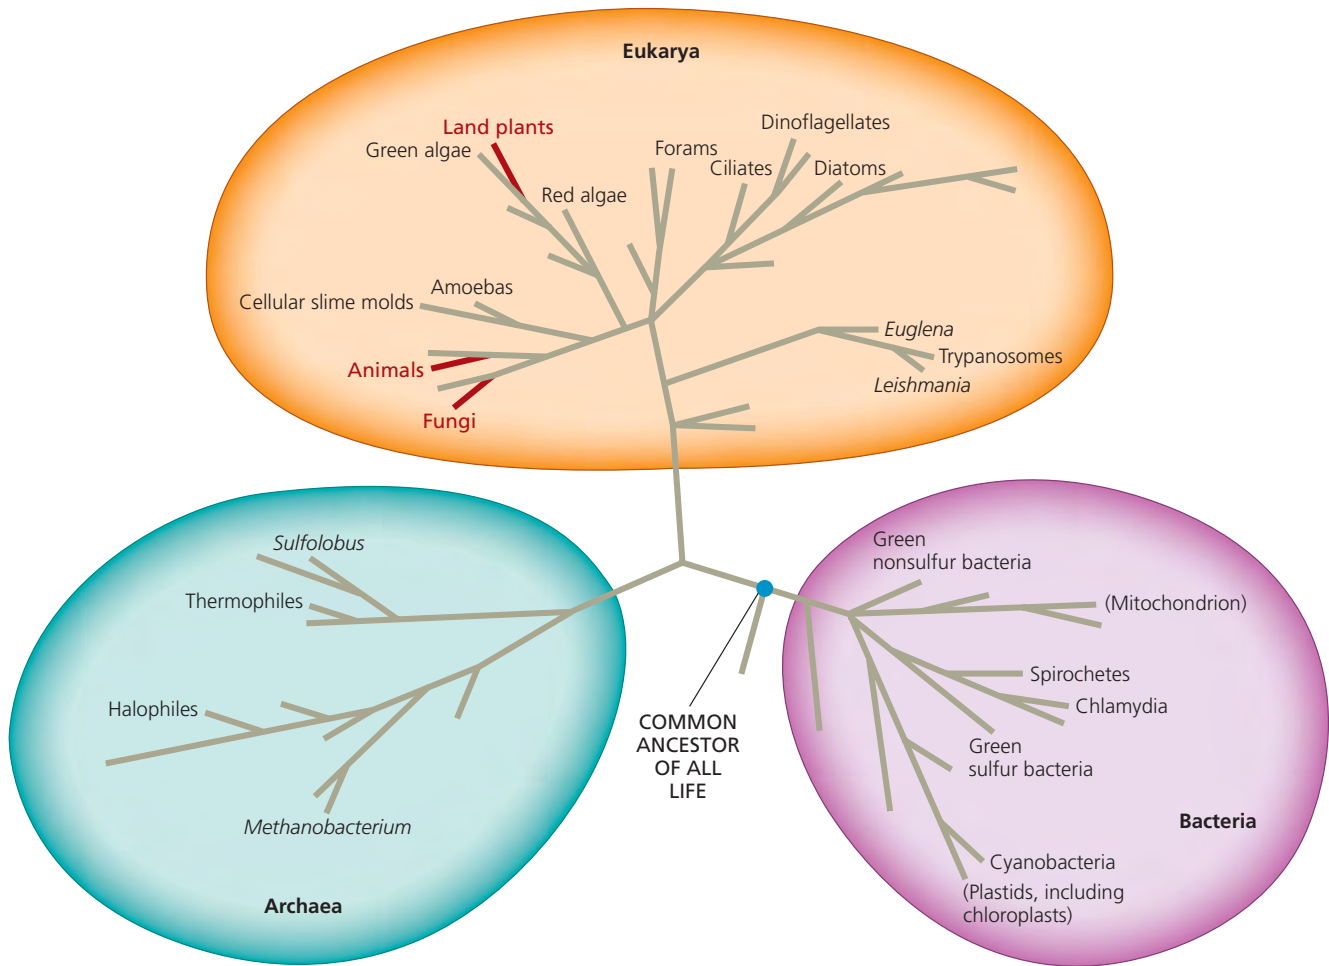 Eukarya
Land plants
Green algae
Red algae
Forams
Ciliates
Dinoflagellates
Diatoms
Cellular slime molds
Amoebas
Animals
Fungi
Euglena
Trypanosomes
Leishmania
Sulfolobus
Thermophiles
Halophiles
Methanobacterium
Archaea
COMMON
ANCESTOR
OF ALL
LIFE
Green
nonsulfur bacteria
(Mitochondrion)
Spirochetes
Chlamydia
Green
sulfur bacteria
Bacteria
Cyanobacteria
(Plastids, including
chloroplasts)